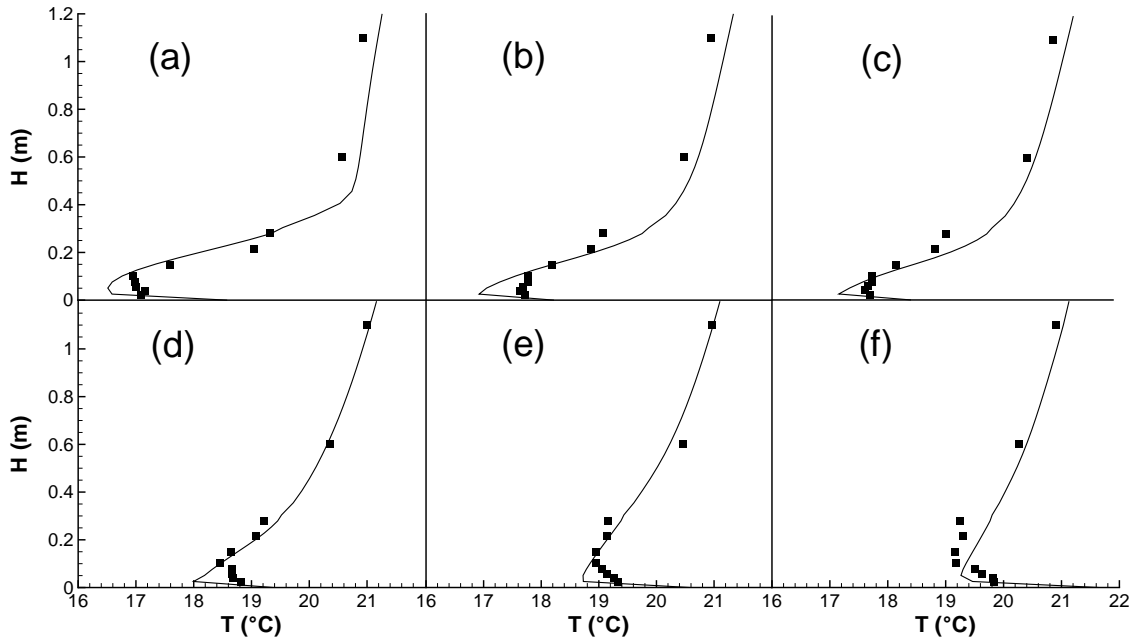 1.2
1
0.8
0.6
0.4
0.2
0
H (m)
(a)
(b)
(c)
1
0.8
0.6
0.4
0.2
0
H (m)
(d)
(e)
(f)
16 17 18 19 20 21 16 17 18 19 20 21 16 17 18 19 20 21 22
T (°C) T (°C) T (°C)